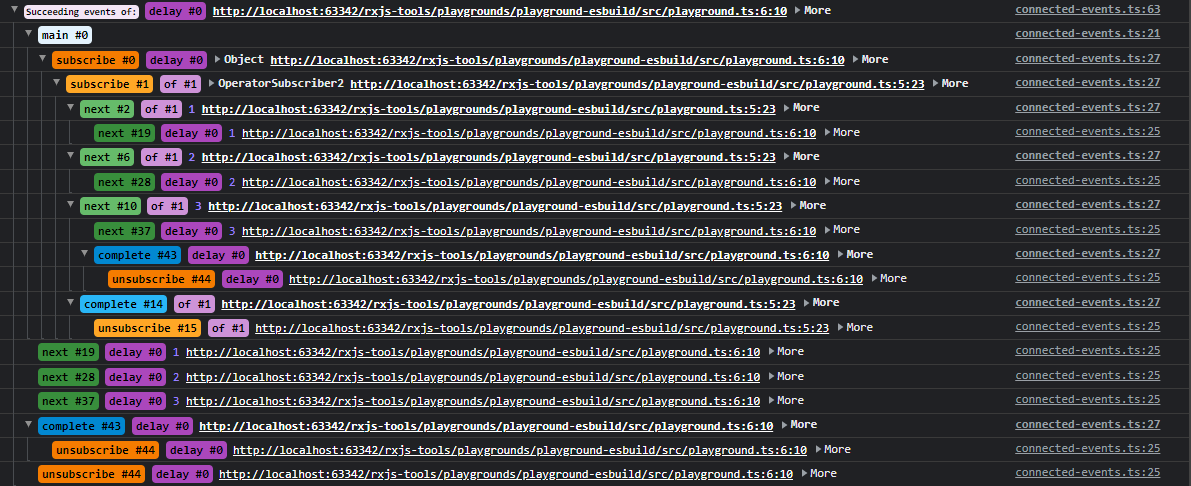 Succeeding events of: delay #0 http://localhost:63342/rxjs-tools/playgrounds/playground-esbuild/src/playground.ts:6:10 More connected-events.ts:63
main #0 connected-events.ts:21
subscribe #0 delay #0 Object http://localhost:63342/rxjs-tools/playgrounds/playground-esbuild/src/playground.ts:6:10 More connected-events.ts:27
subscribe #1 of #1 OperatorSubscriber2 http://localhost:63342/rxjs-tools/playgrounds/playground-esbuild/src/playground.ts:5:23 More connected-events.ts:27
next #2 of #1 1 http://localhost:63342/rxjs-tools/playgrounds/playground-esbuild/src/playground.ts:5:23 More connected-events.ts:27
next #19 delay #0 1 http://localhost:63342/rxjs-tools/playgrounds/playground-esbuild/src/playground.ts:6:10 More connected-events.ts:25
next #6 of #1 2 http://localhost:63342/rxjs-tools/playgrounds/playground-esbuild/src/playground.ts:5:23 More connected-events.ts:27
next #28 delay #0 2 http://localhost:63342/rxjs-tools/playgrounds/playground-esbuild/src/playground.ts:6:10 More connected-events.ts:25
next #10 of #1 3 http://localhost:63342/rxjs-tools/playgrounds/playground-esbuild/src/playground.ts:5:23 More connected-events.ts:27
next #37 delay #0 3 http://localhost:63342/rxjs-tools/playgrounds/playground-esbuild/src/playground.ts:6:10 More connected-events.ts:25
complete #43 delay #0 http://localhost:63342/rxjs-tools/playgrounds/playground-esbuild/src/playground.ts:6:10 More connected-events.ts:27
unsubscribe #44 delay #0 http://localhost:63342/rxjs-tools/playgrounds/playground-esbuild/src/playground.ts:6:10 More connected-events.ts:25
complete #14 of #1 http://localhost:63342/rxjs-tools/playgrounds/playground-esbuild/src/playground.ts:5:23 More connected-events.ts:27
unsubscribe #15 of #1 http://localhost:63342/rxjs-tools/playgrounds/playground-esbuild/src/playground.ts:5:23 More connected-events.ts:25
next #19 delay #0 1 http://localhost:63342/rxjs-tools/playgrounds/playground-esbuild/src/playground.ts:6:10 More connected-events.ts:25
next #28 delay #0 2 http://localhost:63342/rxjs-tools/playgrounds/playground-esbuild/src/playground.ts:6:10 More connected-events.ts:25
next #37 delay #0 3 http://localhost:63342/rxjs-tools/playgrounds/playground-esbuild/src/playground.ts:6:10 More connected-events.ts:25
complete #43 delay #0 http://localhost:63342/rxjs-tools/playgrounds/playground-esbuild/src/playground.ts:6:10 More connected-events.ts:27
unsubscribe #44 delay #0 http://localhost:63342/rxjs-tools/playgrounds/playground-esbuild/src/playground.ts:6:10 More connected-events.ts:25
unsubscribe #44 delay #0 http://localhost:63342/rxjs-tools/playgrounds/playground-esbuild/src/playground.ts:6:10 More connected-events.ts:25